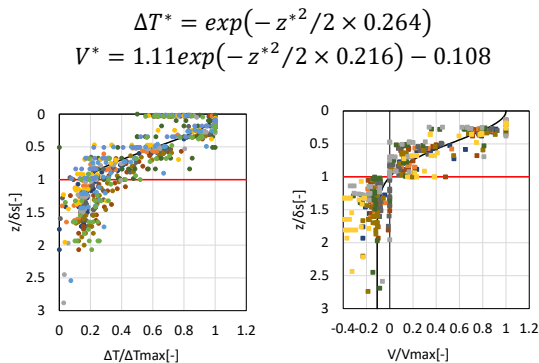 ΔT* = exp(− z*²/2 × 0.264)
V* = 1.11exp(− z*²/2 × 0.216) − 0.108
0
0.5
1
1.5
2
2.5
3
z/δs[-]
0 0.2 0.4 0.6 0.8 1 1.2
ΔT/ΔTmax[-]
0
0.5
1
1.5
2
2.5
3
z/δs[-]
-0.4-0.2 0 0.2 0.4 0.6 0.8 1 1.2
V/Vmax[-]